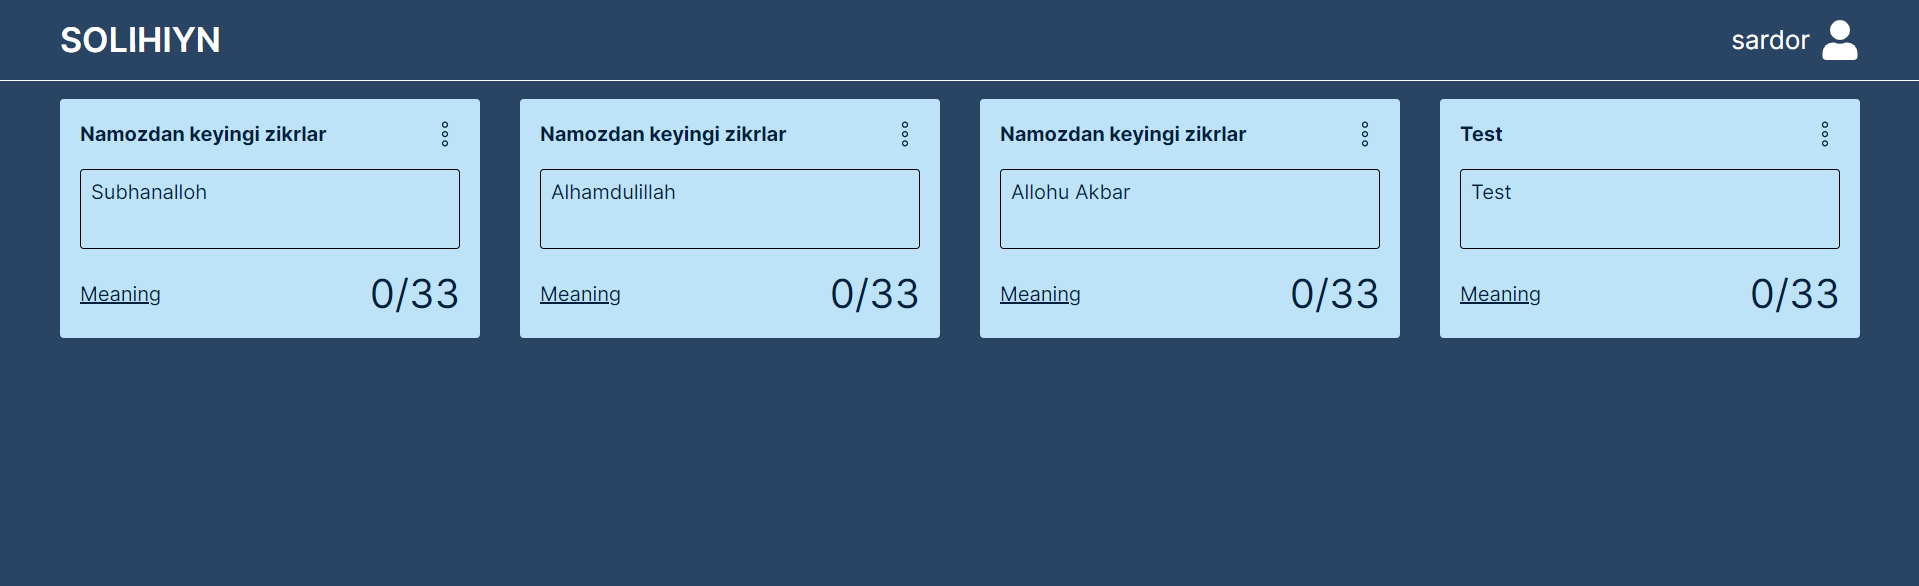 SOLIHIYN
sardor
Namozdan keyingi zikrlar
Subhanalloh
Meaning
0/33
Namozdan keyingi zikrlar
Alhamdulillah
Meaning
0/33
Namozdan keyingi zikrlar
Allohu Akbar
Meaning
0/33
Test
Test
Meaning
0/33